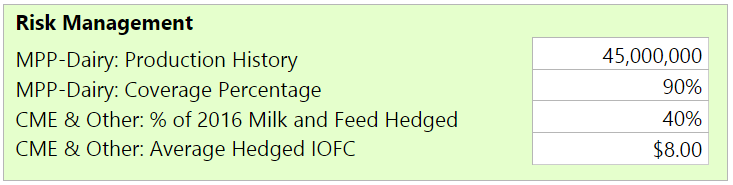 Risk Management
MPP-Dairy: Production History 45,000,000
MPP-Dairy: Coverage Percentage 90%
CME & Other: % of 2016 Milk and Feed Hedged 40%
CME & Other: Average Hedged IOFC $8.00